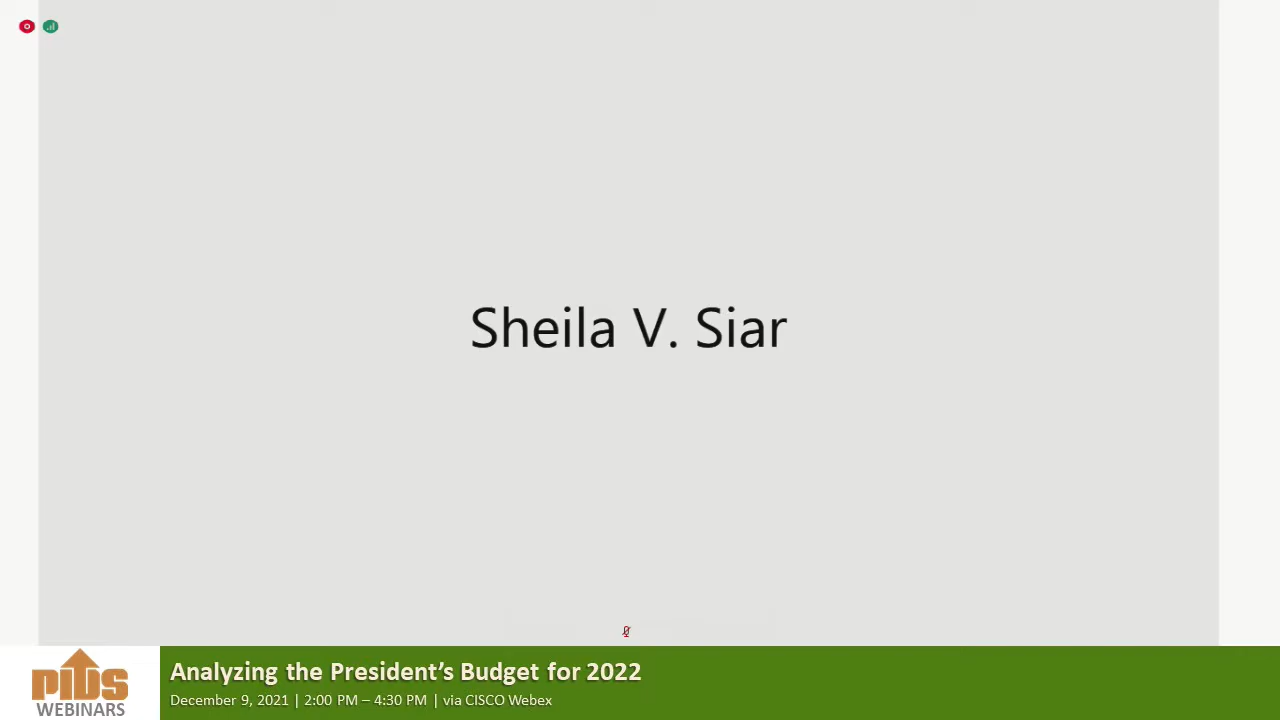 Sheila V. Siar
Analyzing the President's Budget for 2022
December 9, 2021 | 2:00 PM – 4:30 PM | via CISCO Webex
PIDS
WEBINARS